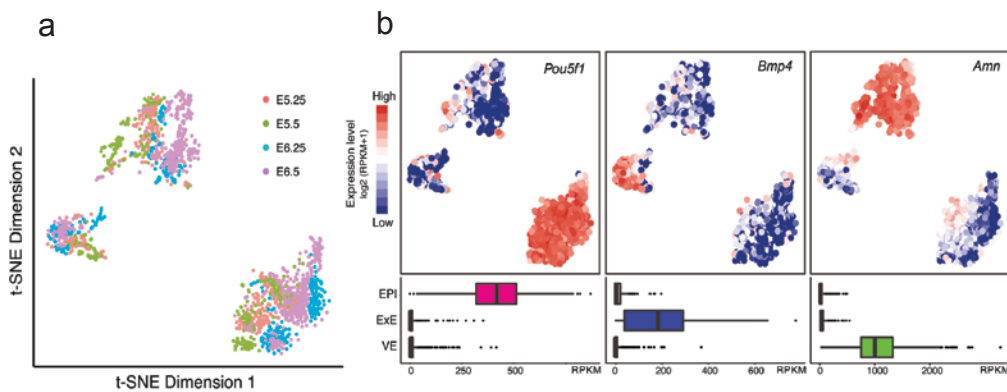 a
t-SNE Dimension 2
t-SNE Dimension 1
E5.25
E5.5
E6.25
E6.5
b
High
Expression level
log2 (RPKM+1)
Low
Pou5f1
Bmp4
Amn
EPI
ExE
VE
0 250 500 RPKM
0 200 400 600 RPKM
0 1000 2000 RPKM